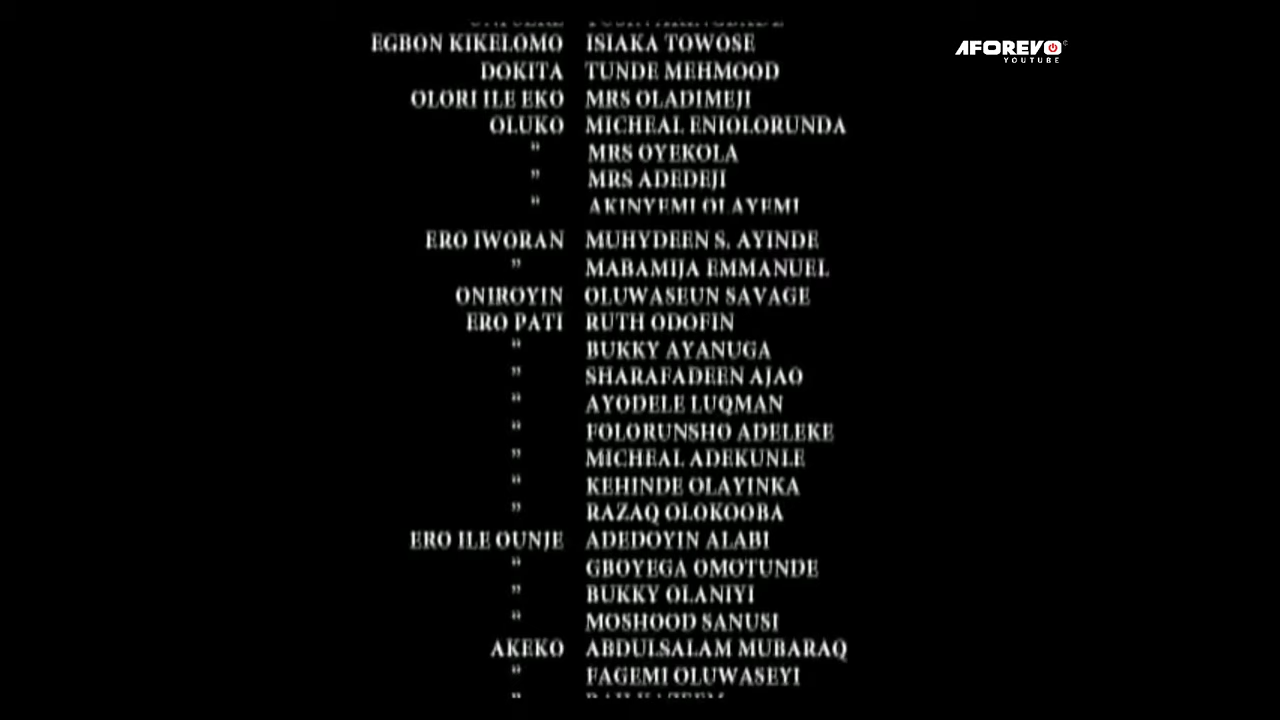 EGBON KIKELOMO ISIAKA TOWOSE
AFOREVO
YOUTUBE
DOKITA TUNDE MEHMOOD
OLORI ILE EKO MRS OLADIMEJI
OLUKO MICHEAL ENIOLORUNDA
" MRS OYEKOLA
" MRS ADEDEJI
" AKINYEMI OLAYEMI
ERO IWORAN MUHYDEEN S. AYINDE
" MABAMIJA EMMANUEL
ONIROYIN OLUWASEUN SAVAGE
ERO PATI RUTH ODOFIN
" BUKKY AYANUGA
" SHARAFADEEN AJAO
" AYODELE LUQMAN
" FOLORUNSHO ADELEKE
" MICHEAL ADEKUNLE
" KEHINDE OLAYINKA
" RAZAQ OLOKOOBA
ERO ILE OUNJE ADEDOYIN ALABI
" GBOYEGA OMOTUNDE
" BUKKY OLANIYI
" MOSHOOD SANUSI
AKEKO ABDULSALAM MUBARAQ
" FAGEMI OLUWASEYI